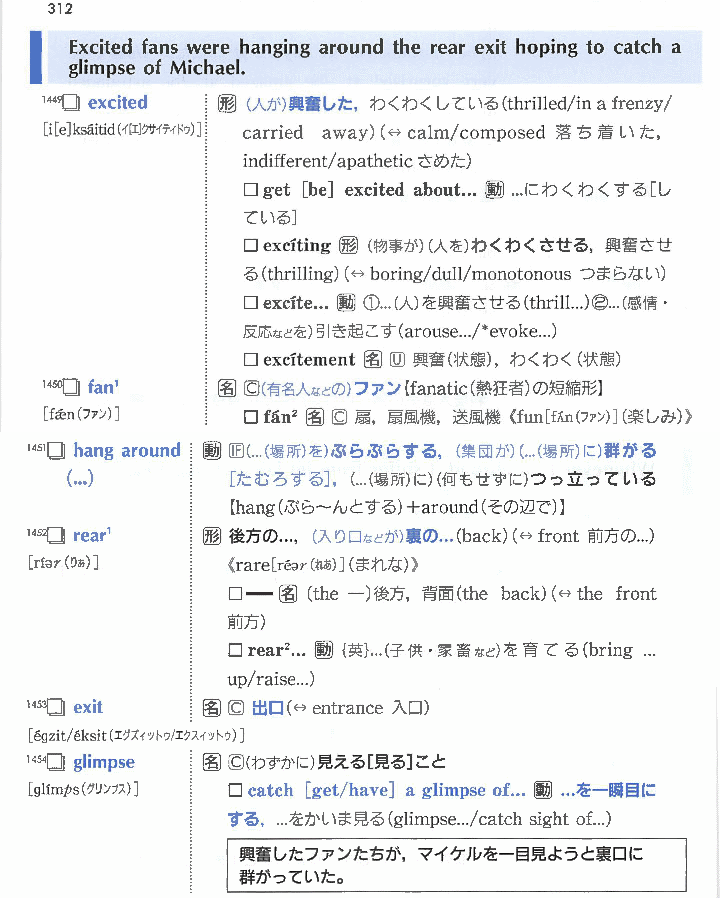 312
Excited fans were hanging around the rear exit hoping to catch a
glimpse of Michael.
1449 □ excited
[i[e]ksáitid(イ[エ]クサイティドゥ)]
形 (人が)興奮した, わくわくしている(thrilled/in a frenzy/
carried away)(↔ calm/composed 落ち着いた,
indifferent/apathetic さめた)
□ get [be] excited about... 動 ...にわくわくする[し
ている]
□ excíting 形 (物事が)(人を)わくわくさせる, 興奮させ
る(thrilling)(↔ boring/dull/monotonous つまらない)
□ excíte... 動 ①...(人)を興奮させる(thrill...)②...(感情・
反応などを)引き起こす(arouse.../*evoke...)
□ excítement 名 U 興奮(状態), わくわく(状態)
1450 □ fan¹
[fǽn(ファン)]
名 C(有名人などの)ファン{fanatic(熱狂者)の短縮形}
□ fǽn² 名 C 扇, 扇風機, 送風機《fun[fʌ́n(ファン)](楽しみ)》
1451 □ hang around
(...)
動 IF(...(場所)を)ぶらぶらする, (集団が)(...(場所)に)群がる
[たむろする], (...(場所)に)(何もせずに)つっ立っている
【hang(ぶら〜んとする)+around(その辺で)】
1452 □ rear¹
[ríər(りあ)]
形 後方の..., (入り口などが)裏の...(back)(↔ front 前方の...)
《rare[réər(れあ)](まれな)》
□ ― 名 (the ―)後方, 背面(the back)(↔ the front
前方)
□ rear²... 動 {英}...(子供・家畜など)を育てる(bring ...
up/raise...)
1453 □ exit
[égzit/éksit(エグズィットゥ/エクスィットゥ)]
名 C 出口(↔ entrance 入口)
1454 □ glimpse
[glímps(グリンプス)]
名 C(わずかに)見える[見る]こと
□ catch [get/have] a glimpse of... 動 ...を一瞬目に
する, ...をかいま見る(glimpse.../catch sight of...)
興奮したファンたちが, マイケルを一目見ようと裏口に
群がっていた。